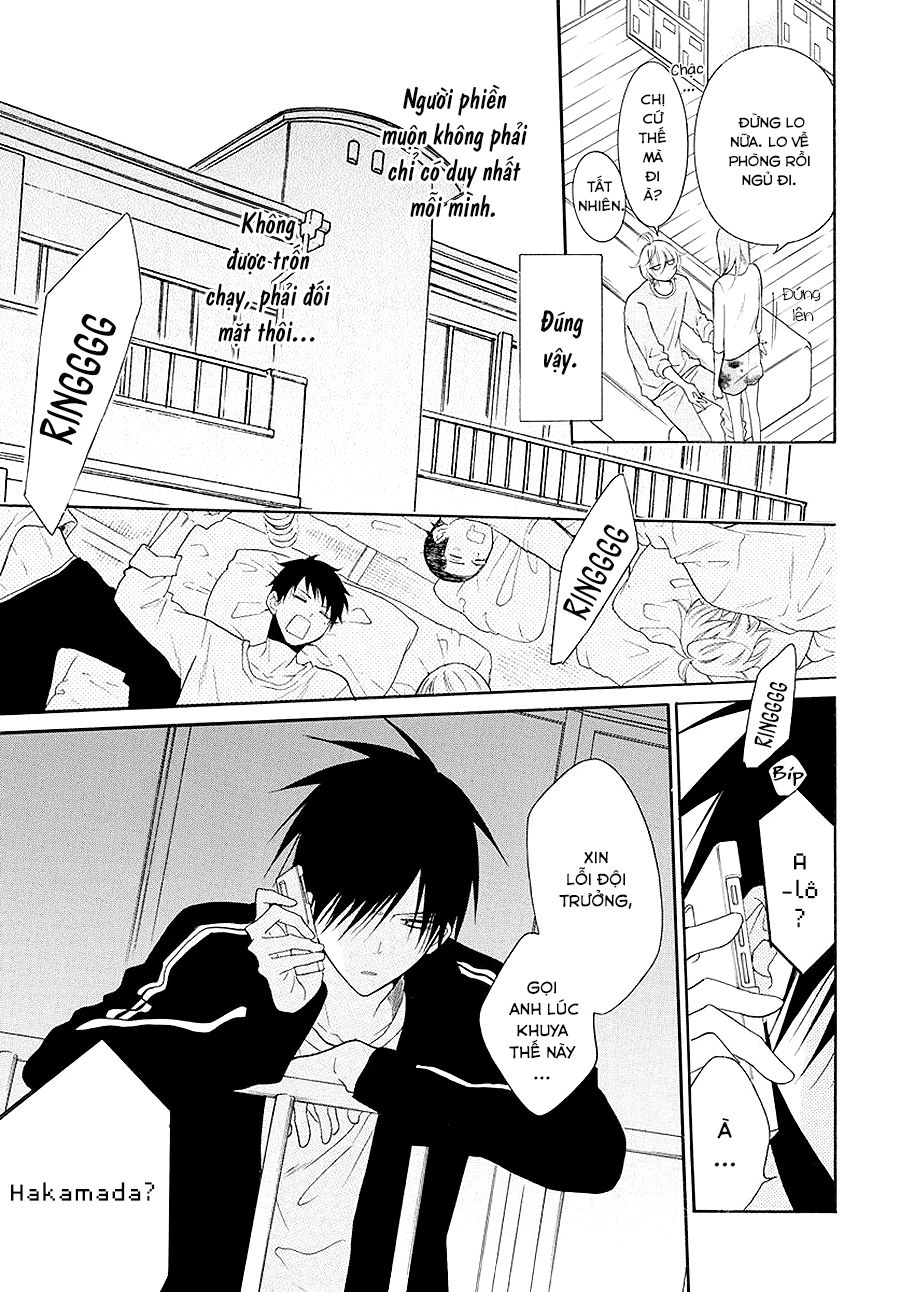 ĐỪNG LO
NỮA. LO VỀ
PHÒNG RỒI
NGỦ ĐI.
Chậc
...
CHỊ
CỨ THẾ
MÀ ĐI
Ã?
TẤT
NHIÊN.
Đứng
lên
Đúng
vậy.
Người phiền
muộn không phải
chỉ có duy nhất
mỗi mình.
Không
được trốn
chạy, phải đối
mặt thôi...
RINGGGG
RINGGGG
RINGGGG
Bíp
A
-lô
?
À
...
XIN
LỖI ĐỘI
TRƯỞNG,
GỌI
ANH LÚC
KHUYA
THẾ NÀY
...
Hakamada?